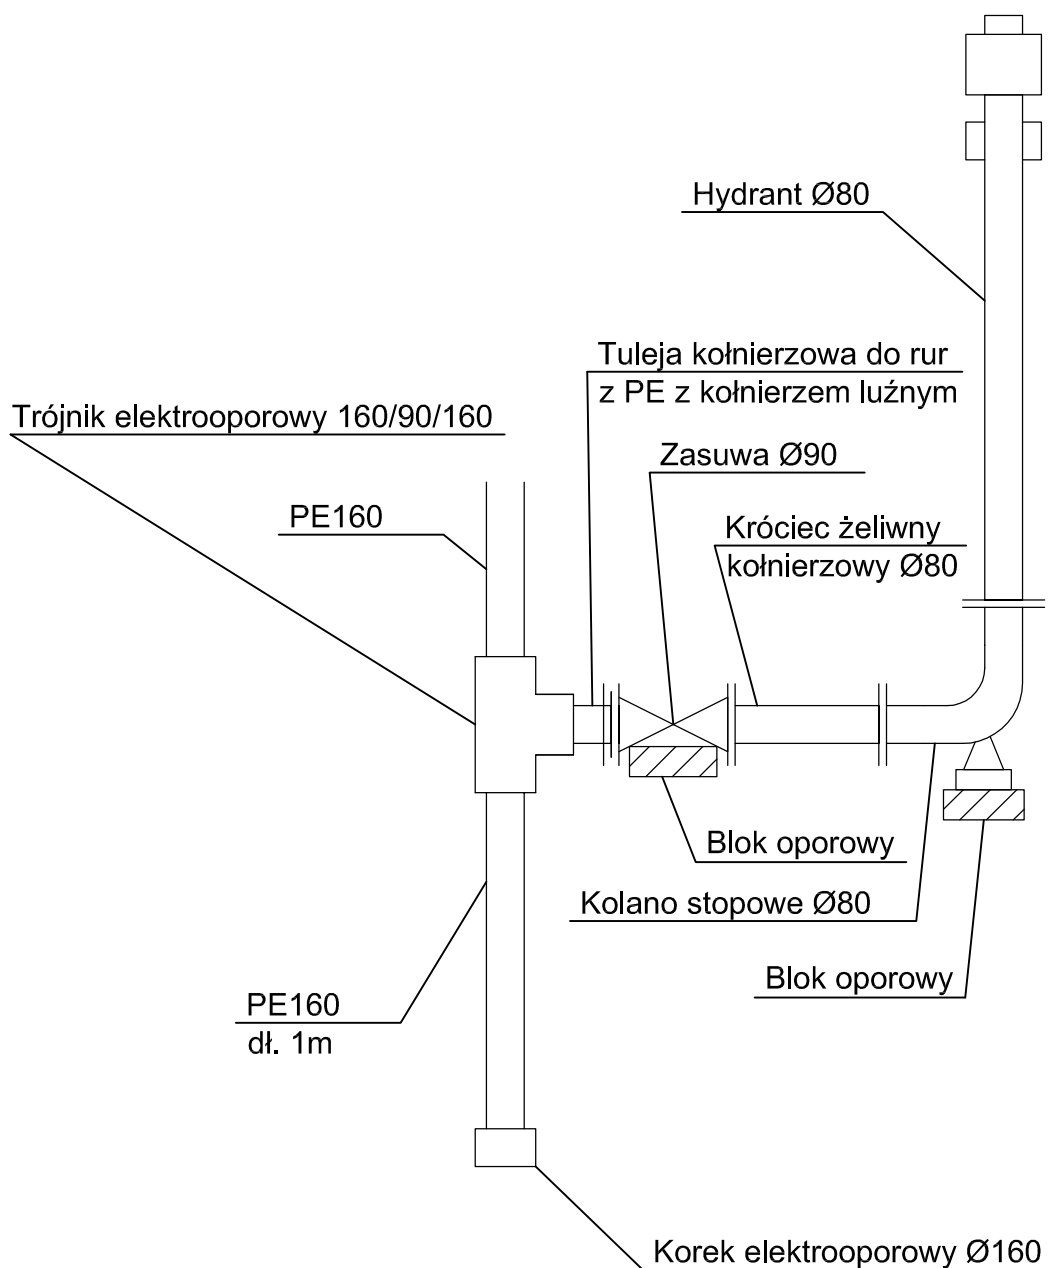 Hydrant Ø80
Tuleja kołnierzowa do rur
z PE z kołnierzem luźnym
Trójnik elektrooporowy 160/90/160
Zasuwa Ø90
PE160
Króciec żeliwny
kołnierzowy Ø80
Blok oporowy
Kolano stopowe Ø80
Blok oporowy
PE160
dł. 1m
Korek elektrooporowy Ø160